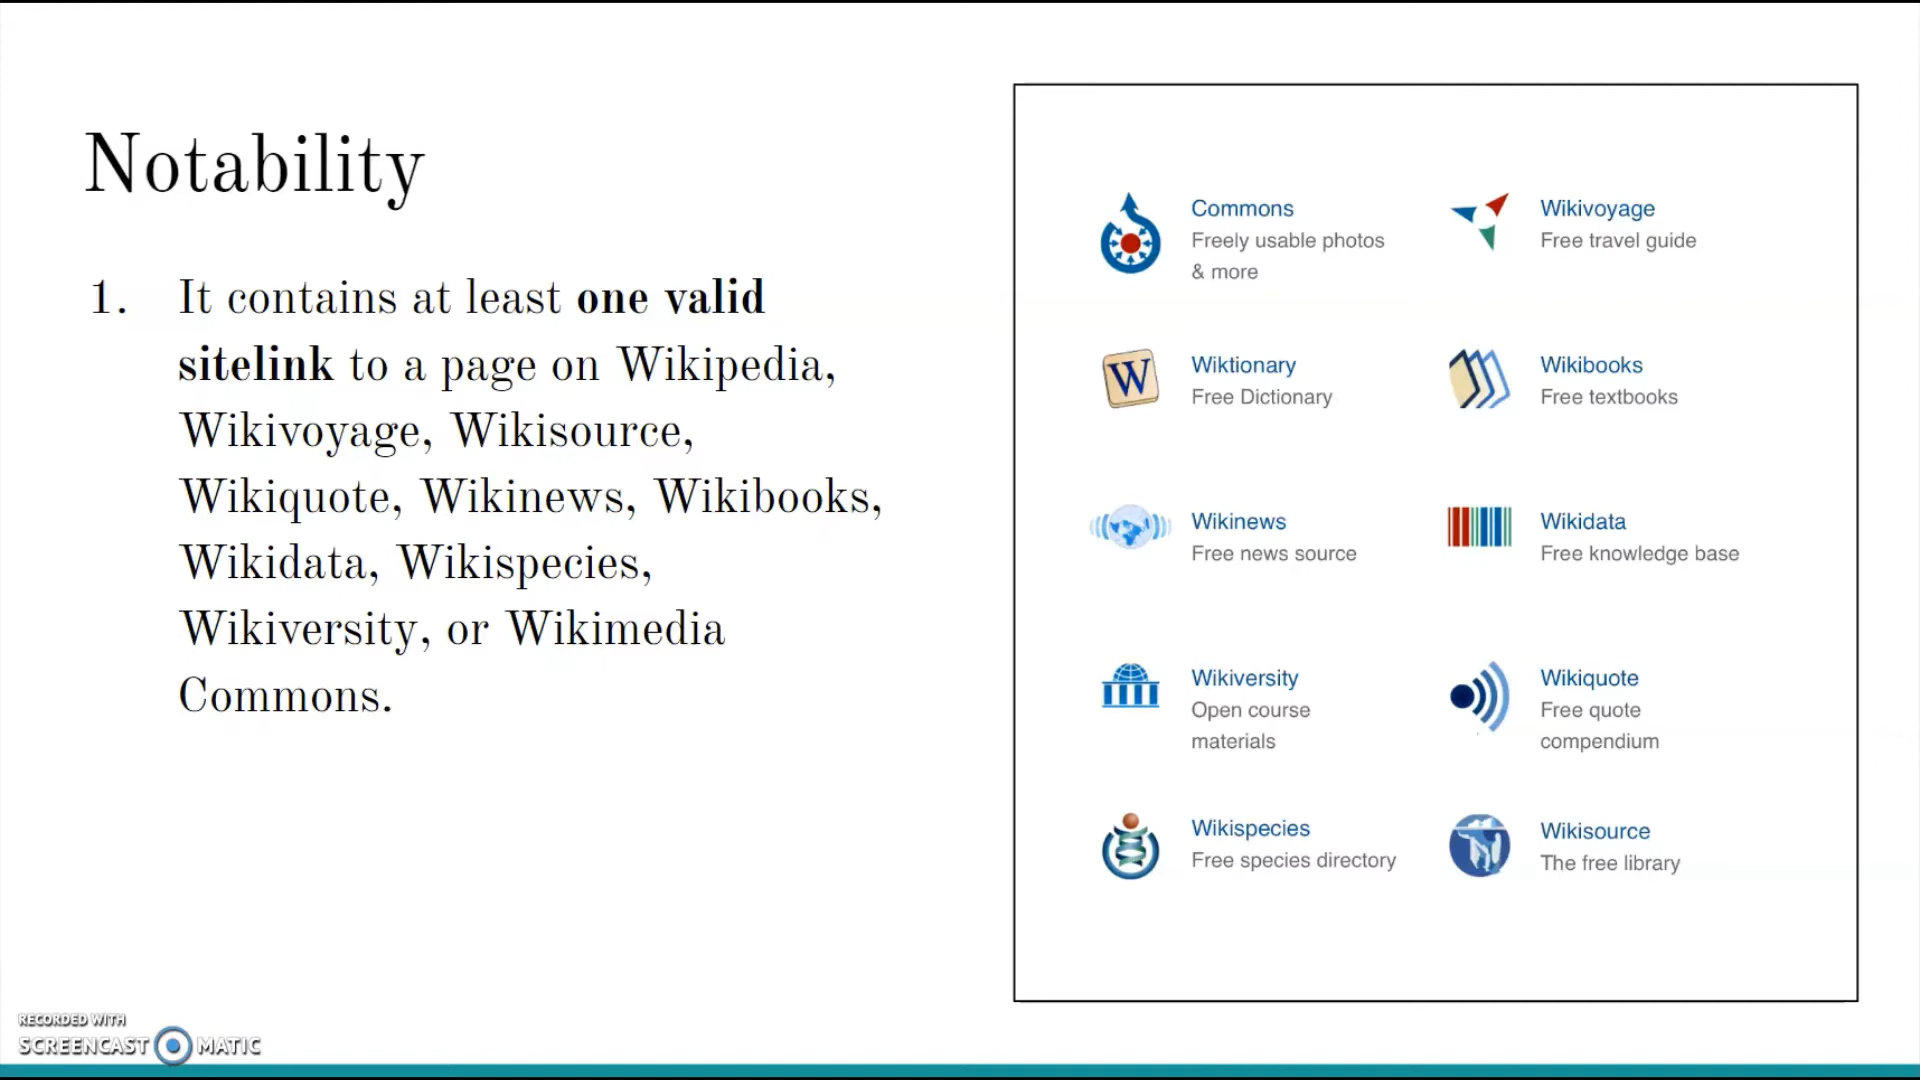 Notability
1. It contains at least one valid
sitelink to a page on Wikipedia,
Wikivoyage, Wikisource,
Wikiquote, Wikinews, Wikibooks,
Wikidata, Wikispecies,
Wikiversity, or Wikimedia
Commons.
Commons
Freely usable photos
& more
Wikivoyage
Free travel guide
W
Wiktionary
Free Dictionary
Wikibooks
Free textbooks
Wikinews
Free news source
Wikidata
Free knowledge base
Wikiversity
Open course
materials
Wikiquote
Free quote
compendium
Wikispecies
Free species directory
Wikisource
The free library
RECORDED WITH
SCREENCAST MATIC